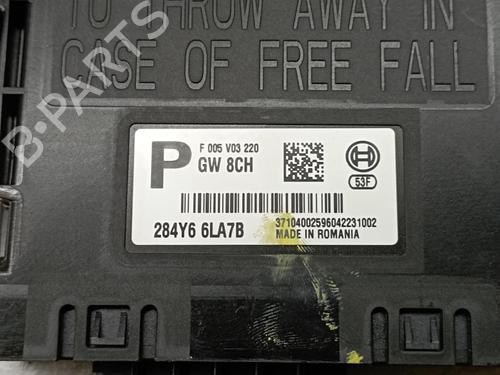 TO THROW AWAY IN
CASE OF FREE FALL
B-PARTS
P
F 005 V03 220
GW 8CH
53F
284Y6 6LA7B
37104002596042231002
MADE IN ROMANIA